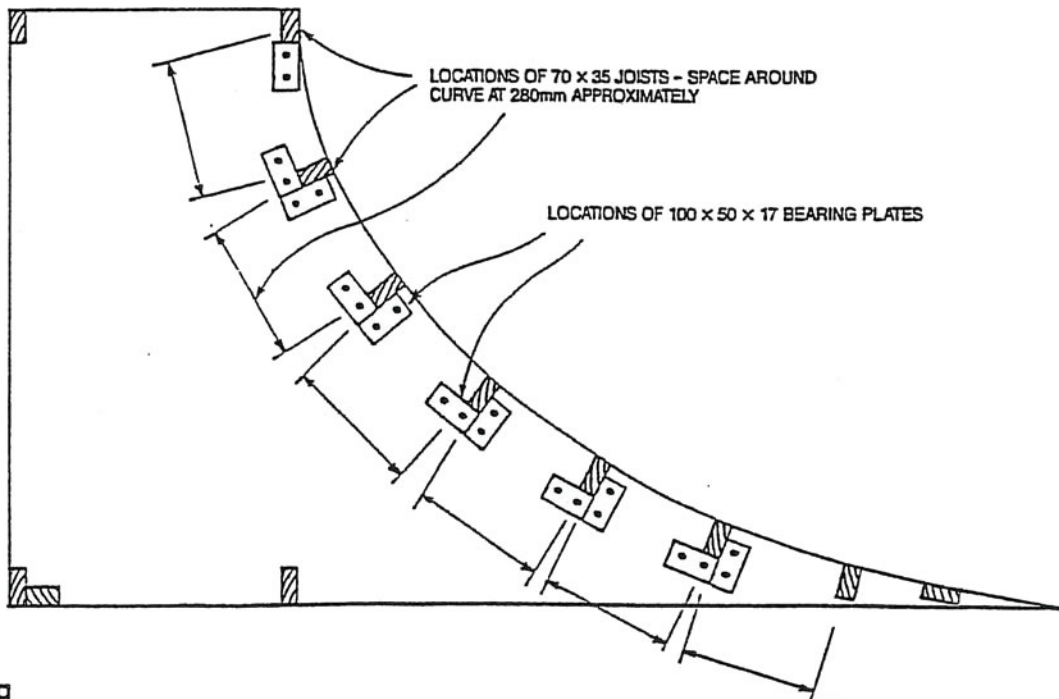 LOCATIONS OF 70 × 35 JOISTS – SPACE AROUND
CURVE AT 280mm APPROXIMATELY
LOCATIONS OF 100 × 50 × 17 BEARING PLATES